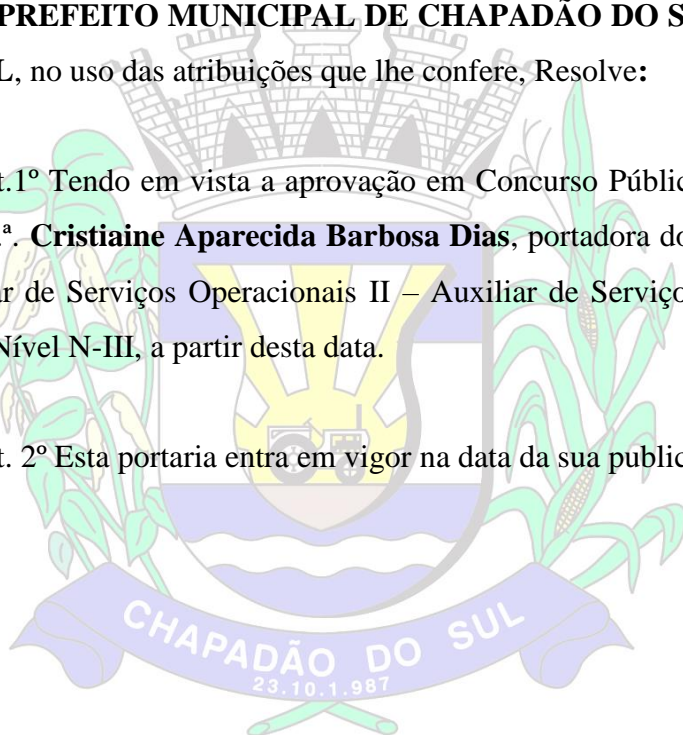 PREFEITO MUNICIPAL DE CHAPADÃO DO S
L, no uso das atribuições que lhe confere, Resolve:
t.1º Tendo em vista a aprovação em Concurso Públic
.ª. Cristiaine Aparecida Barbosa Dias, portadora do
ar de Serviços Operacionais II – Auxiliar de Serviço
Nível N-III, a partir desta data.
t. 2º Esta portaria entra em vigor na data da sua public
CHAPADÃO DO SUL
23.10.1.987